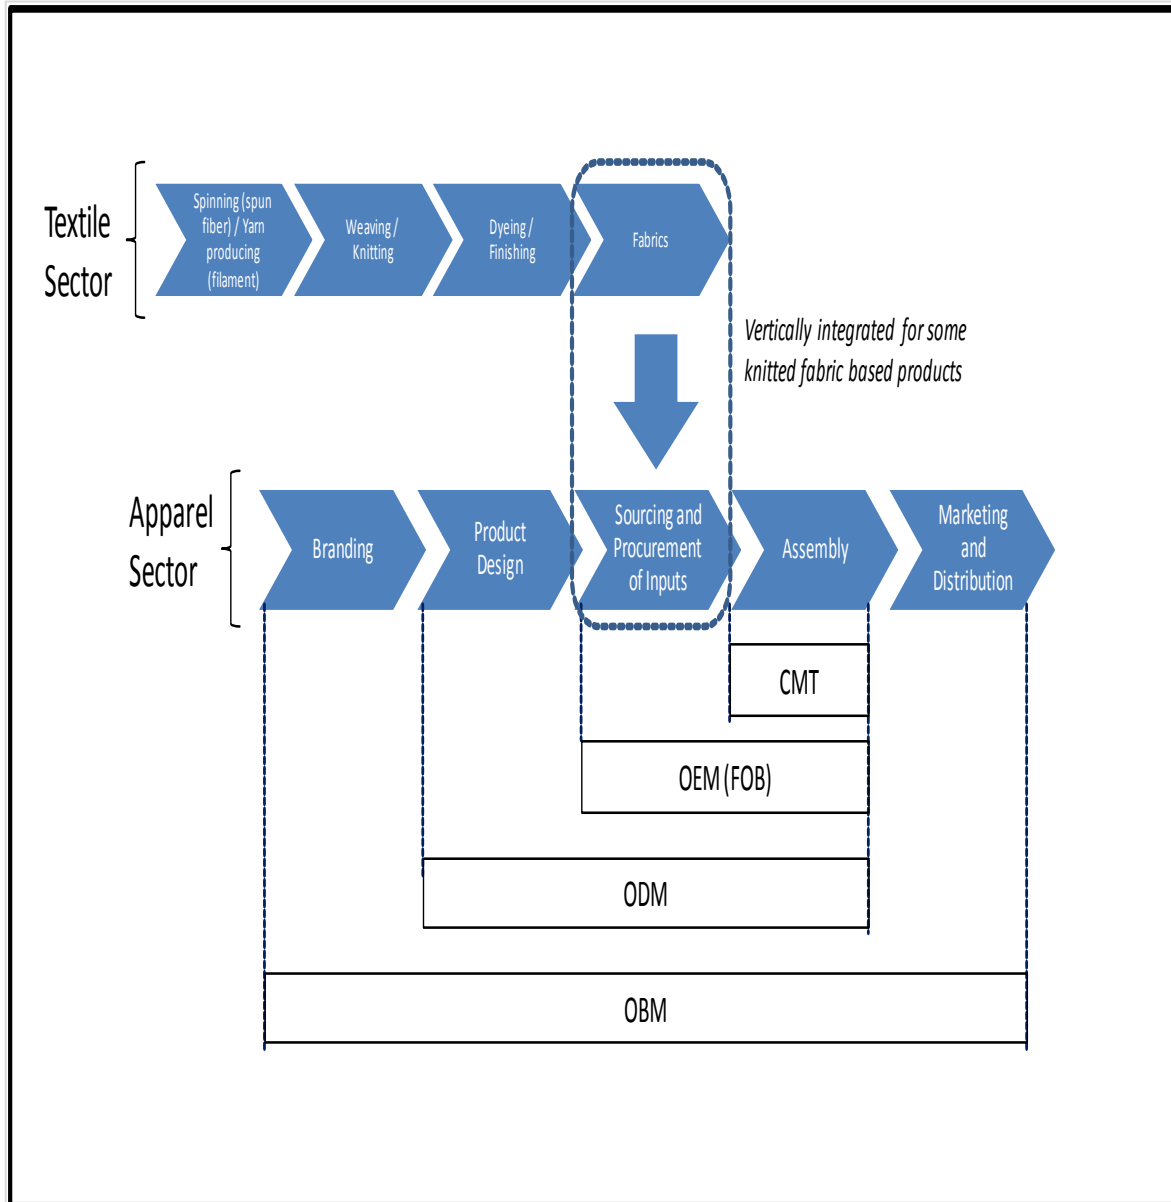 Textile
Sector
Spinning (spun
fiber) / Yarn
producing
(filament)
Weaving /
Knitting
Dyeing /
Finishing
Fabrics
Vertically integrated for some
knitted fabric based products
Apparel
Sector
Branding
Product
Design
Sourcing and
Procurement
of Inputs
Assembly
Marketing
and
Distribution
CMT
OEM (FOB)
ODM
OBM